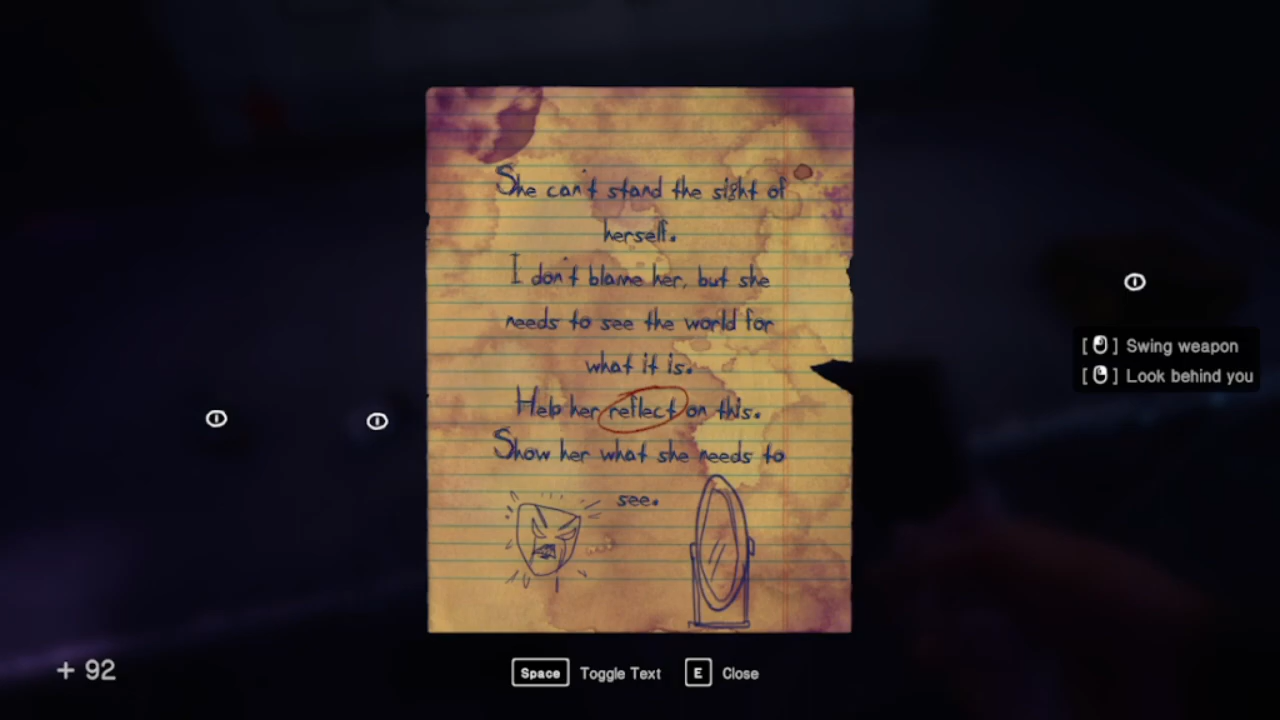 She can't stand the sight of
herself.
I don't blame her, but she
needs to see the world for
what it is.
Help her reflect on this.
Show her what she needs to
see.
[ ] Swing weapon
[ ] Look behind you
+ 92
Space Toggle Text E Close